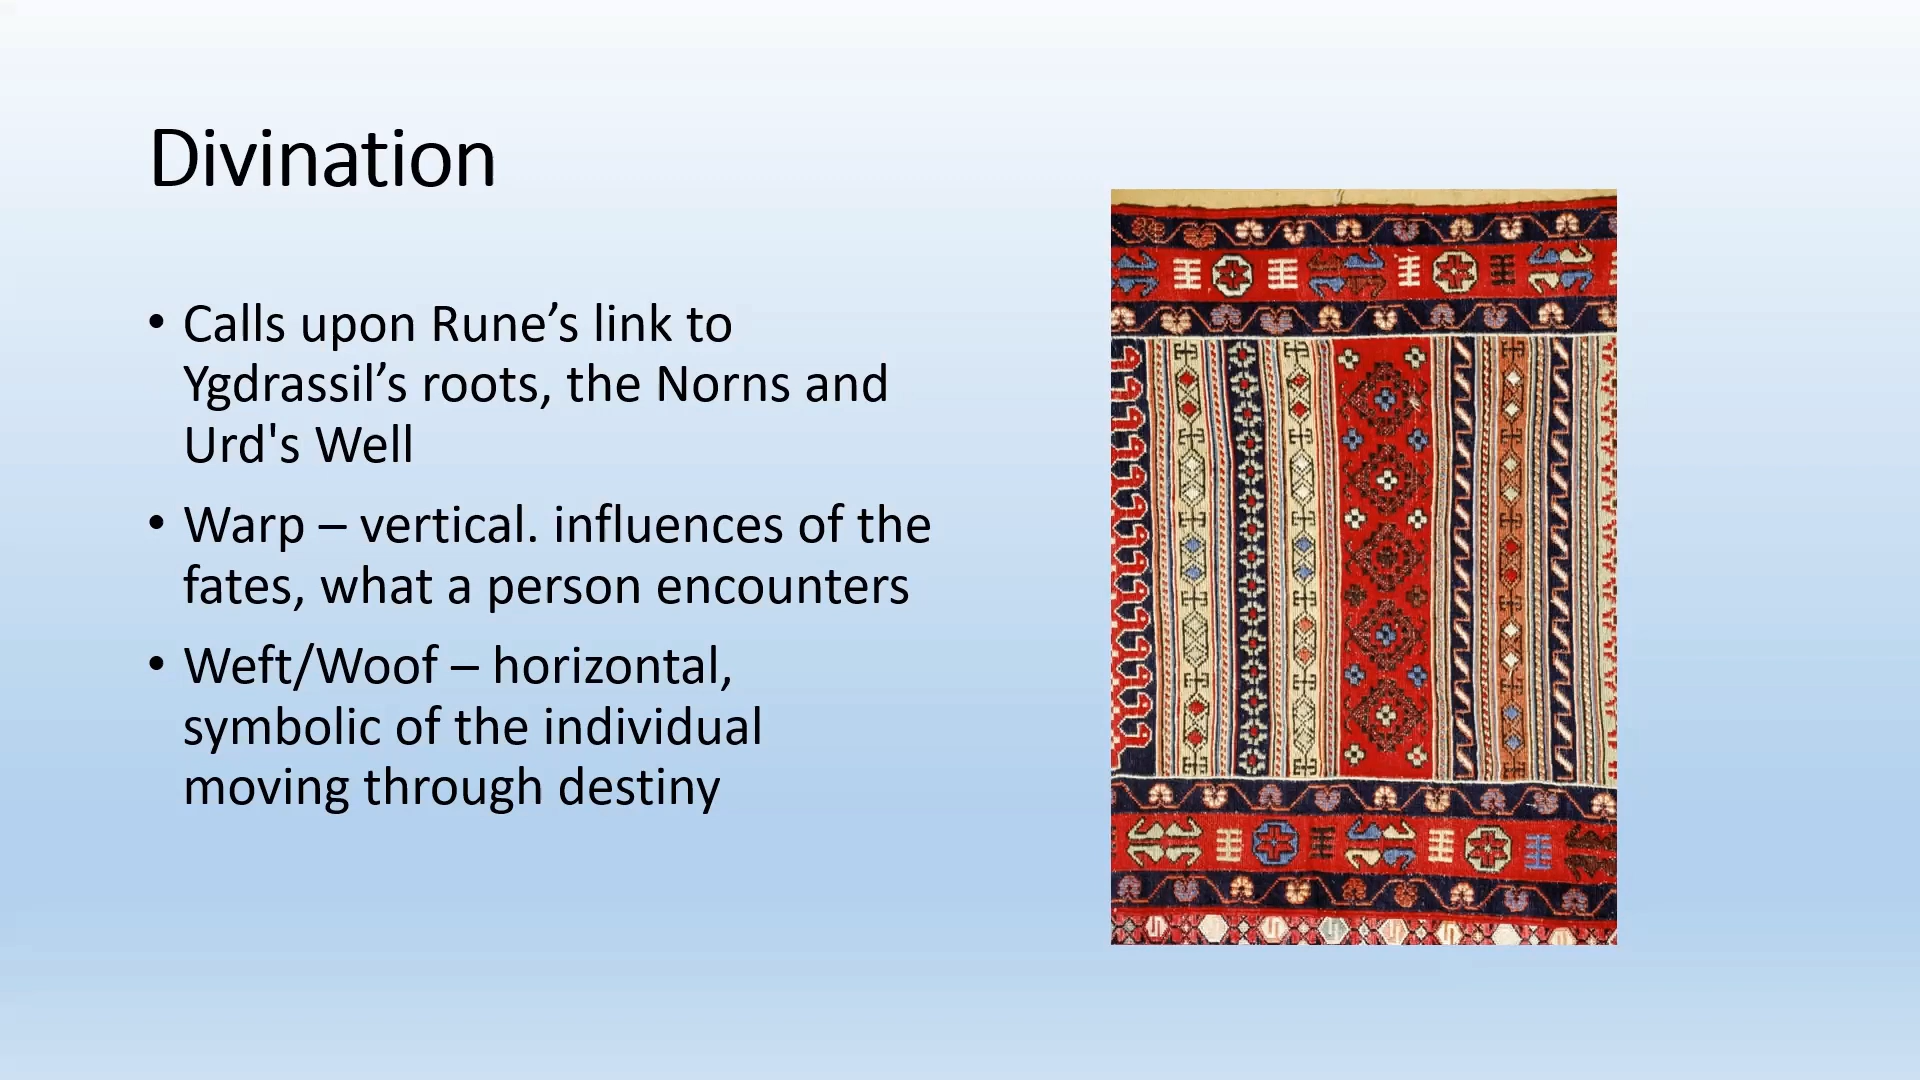 Divination
• Calls upon Rune’s link to
Ygdrassil’s roots, the Norns and
Urd's Well
• Warp – vertical. influences of the
fates, what a person encounters
• Weft/Woof – horizontal,
symbolic of the individual
moving through destiny